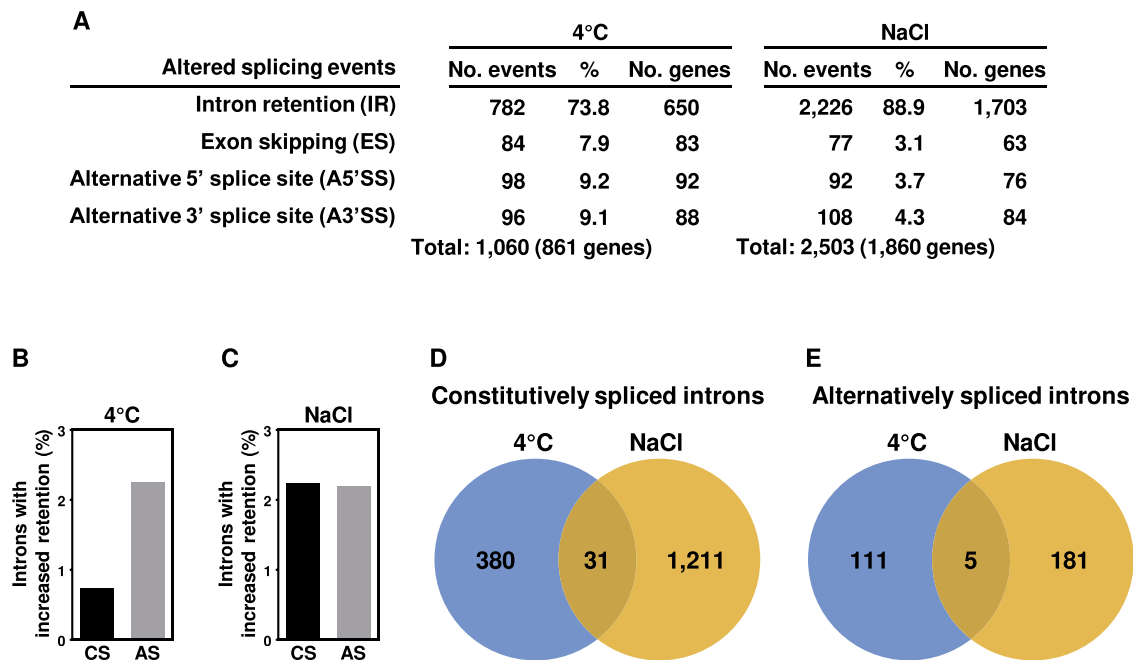 A
4°C NaCl
Altered splicing events No. events % No. genes No. events % No. genes
Intron retention (IR) 782 73.8 650 2,226 88.9 1,703
Exon skipping (ES) 84 7.9 83 77 3.1 63
Alternative 5’ splice site (A5’SS) 98 9.2 92 92 3.7 76
Alternative 3’ splice site (A3’SS) 96 9.1 88 108 4.3 84
Total: 1,060 (861 genes) Total: 2,503 (1,860 genes)
B
4°C
Introns with
increased retention (%)
3
2
1
0
CS AS
C
NaCl
Introns with
increased retention (%)
3
2
1
0
CS AS
D
Constitutively spliced introns
4°C NaCl
380 31 1,211
E
Alternatively spliced introns
4°C NaCl
111 5 181